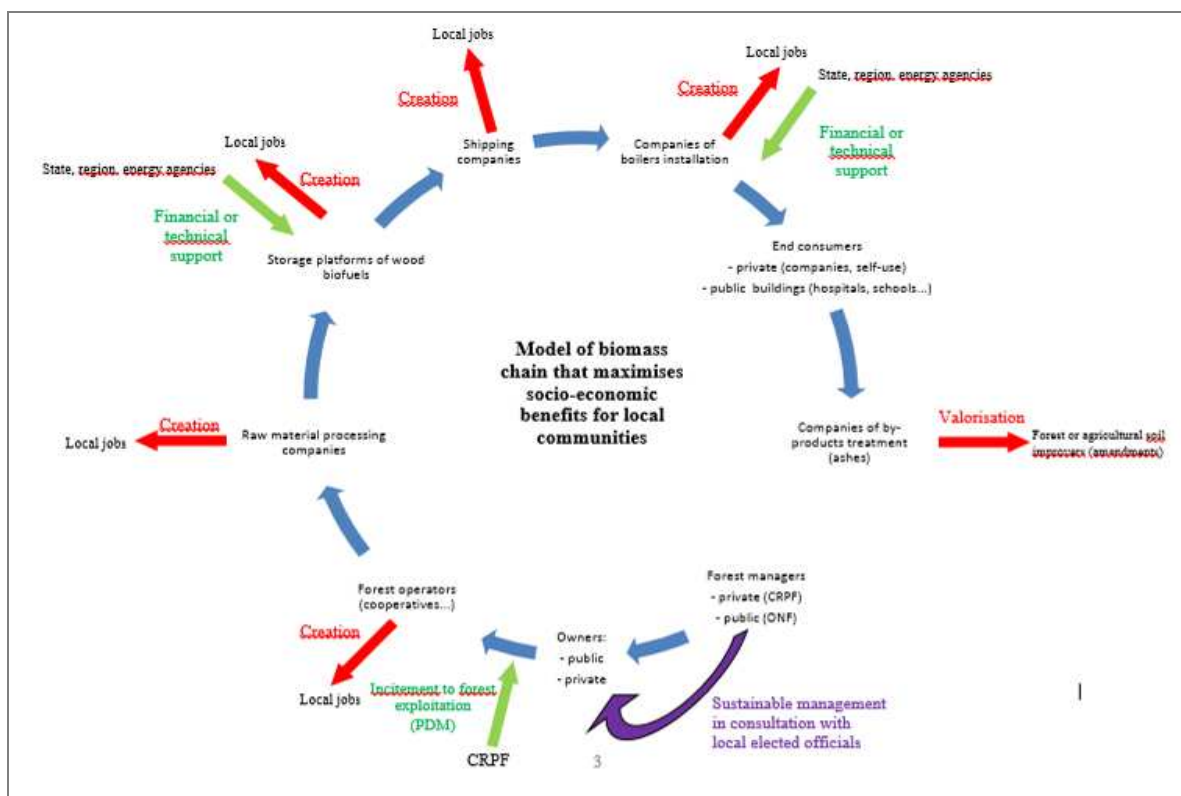 Local jobs
Creation
Shipping
companies
Local jobs
Creation
State, region, energy agencies
Financial or
technical
support
Companies of
boilers installation
Local jobs
State, region, energy agencies
Creation
Financial or
technical
support
Storage platforms of wood
biofuels
End consumers
- private (companies, self-use)
- public buildings (hospitals, schools...)
Model of biomass
chain that maximises
socio-economic
benefits for local
communities
Local jobs
Creation
Raw material processing
companies
Companies of by-
products treatment
(ashes)
Valorisation
Forest or agricultural soil
improvers (amendments)
Forest operators
(cooperatives...)
Creation
Local jobs
Incitement to forest
exploitation
(PDM)
CRPF
Owners:
- public
- private
Forest managers
- private (CRPF)
- public (ONF)
Sustainable management
in consultation with
local elected officials
3